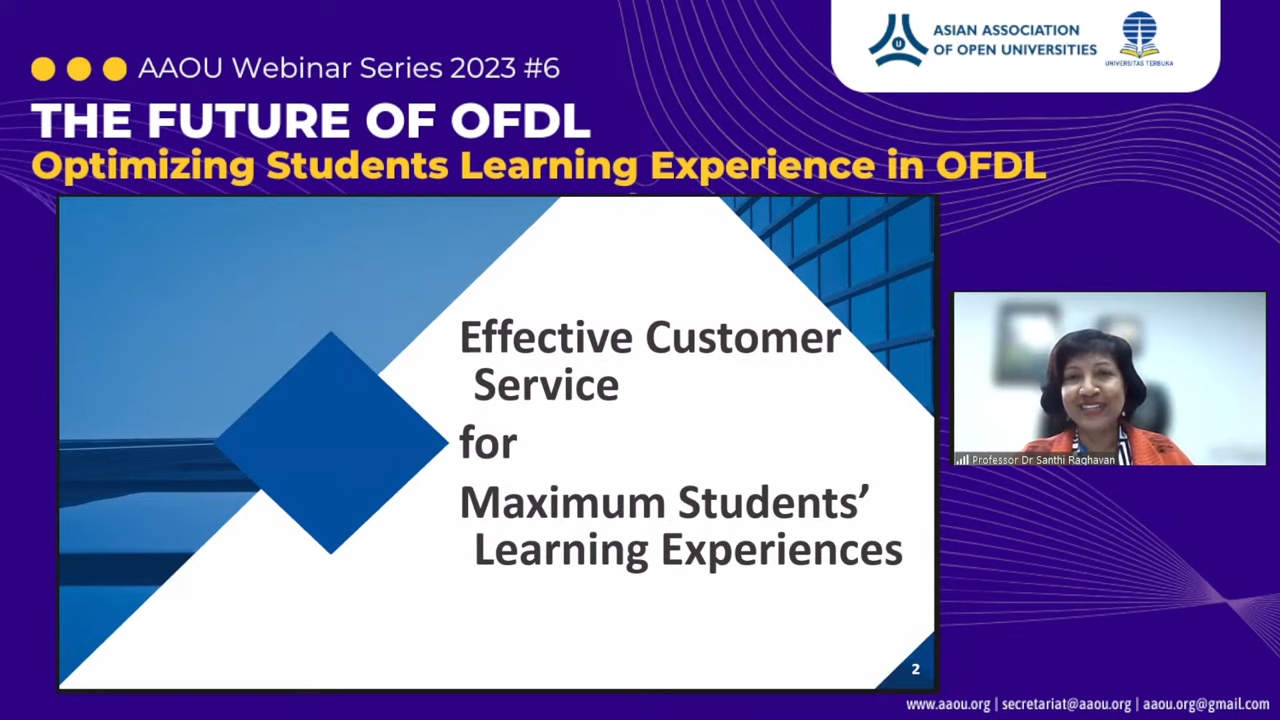 AAOU Webinar Series 2023 #6
THE FUTURE OF OFDL
Optimizing Students Learning Experience in OFDL
ASIAN ASSOCIATION
OF OPEN UNIVERSITIES
U
UNIVERSITAS TERBUKA
Effective Customer
Service
for
Maximum Students’
Learning Experiences
2
Professor Dr Santhi Raghavan
www.aaou.org | secretariat@aaou.org | aaou.org@gmail.com